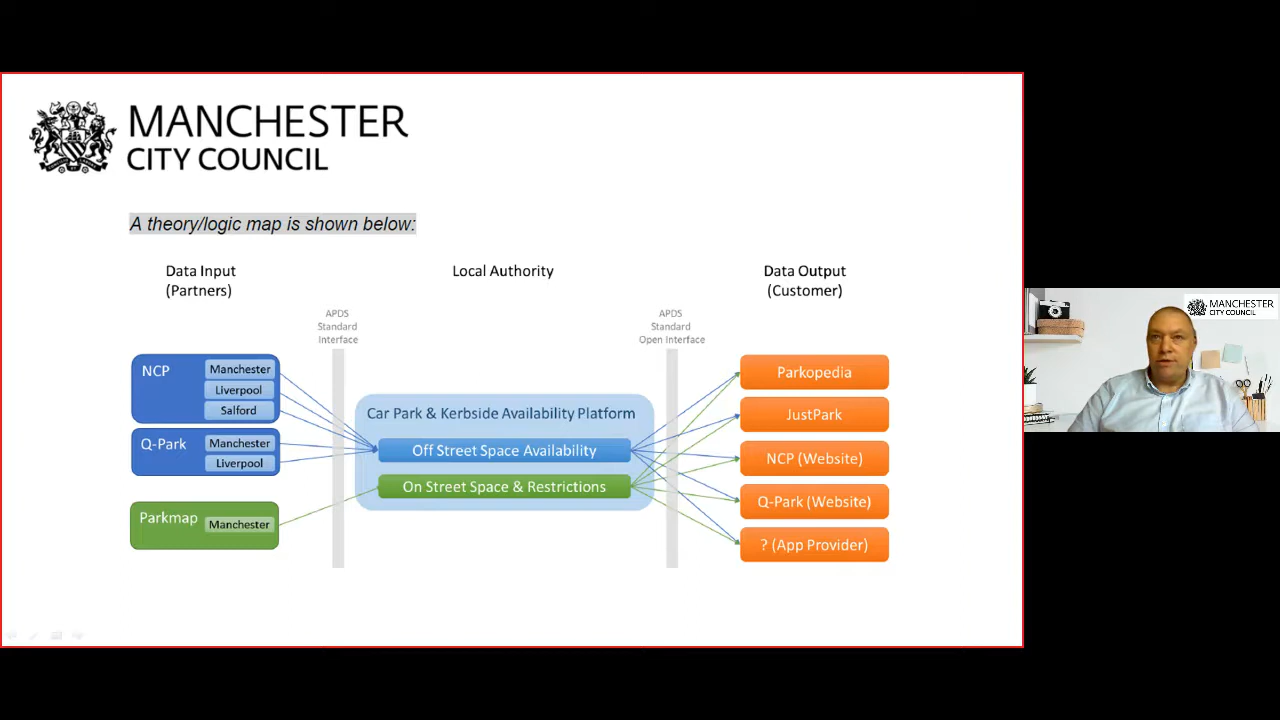 MANCHESTER
CITY COUNCIL
A theory/logic map is shown below:
Data Input
(Partners)
Local Authority
Data Output
(Customer)
APDS
Standard
Interface
APDS
Standard
Open Interface
NCP
Manchester
Liverpool
Salford
Q-Park
Manchester
Liverpool
Parkmap
Manchester
Car Park & Kerbside Availability Platform
Off Street Space Availability
On Street Space & Restrictions
Parkopedia
JustPark
NCP (Website)
Q-Park (Website)
? (App Provider)
MANCHESTER
CITY COUNCIL